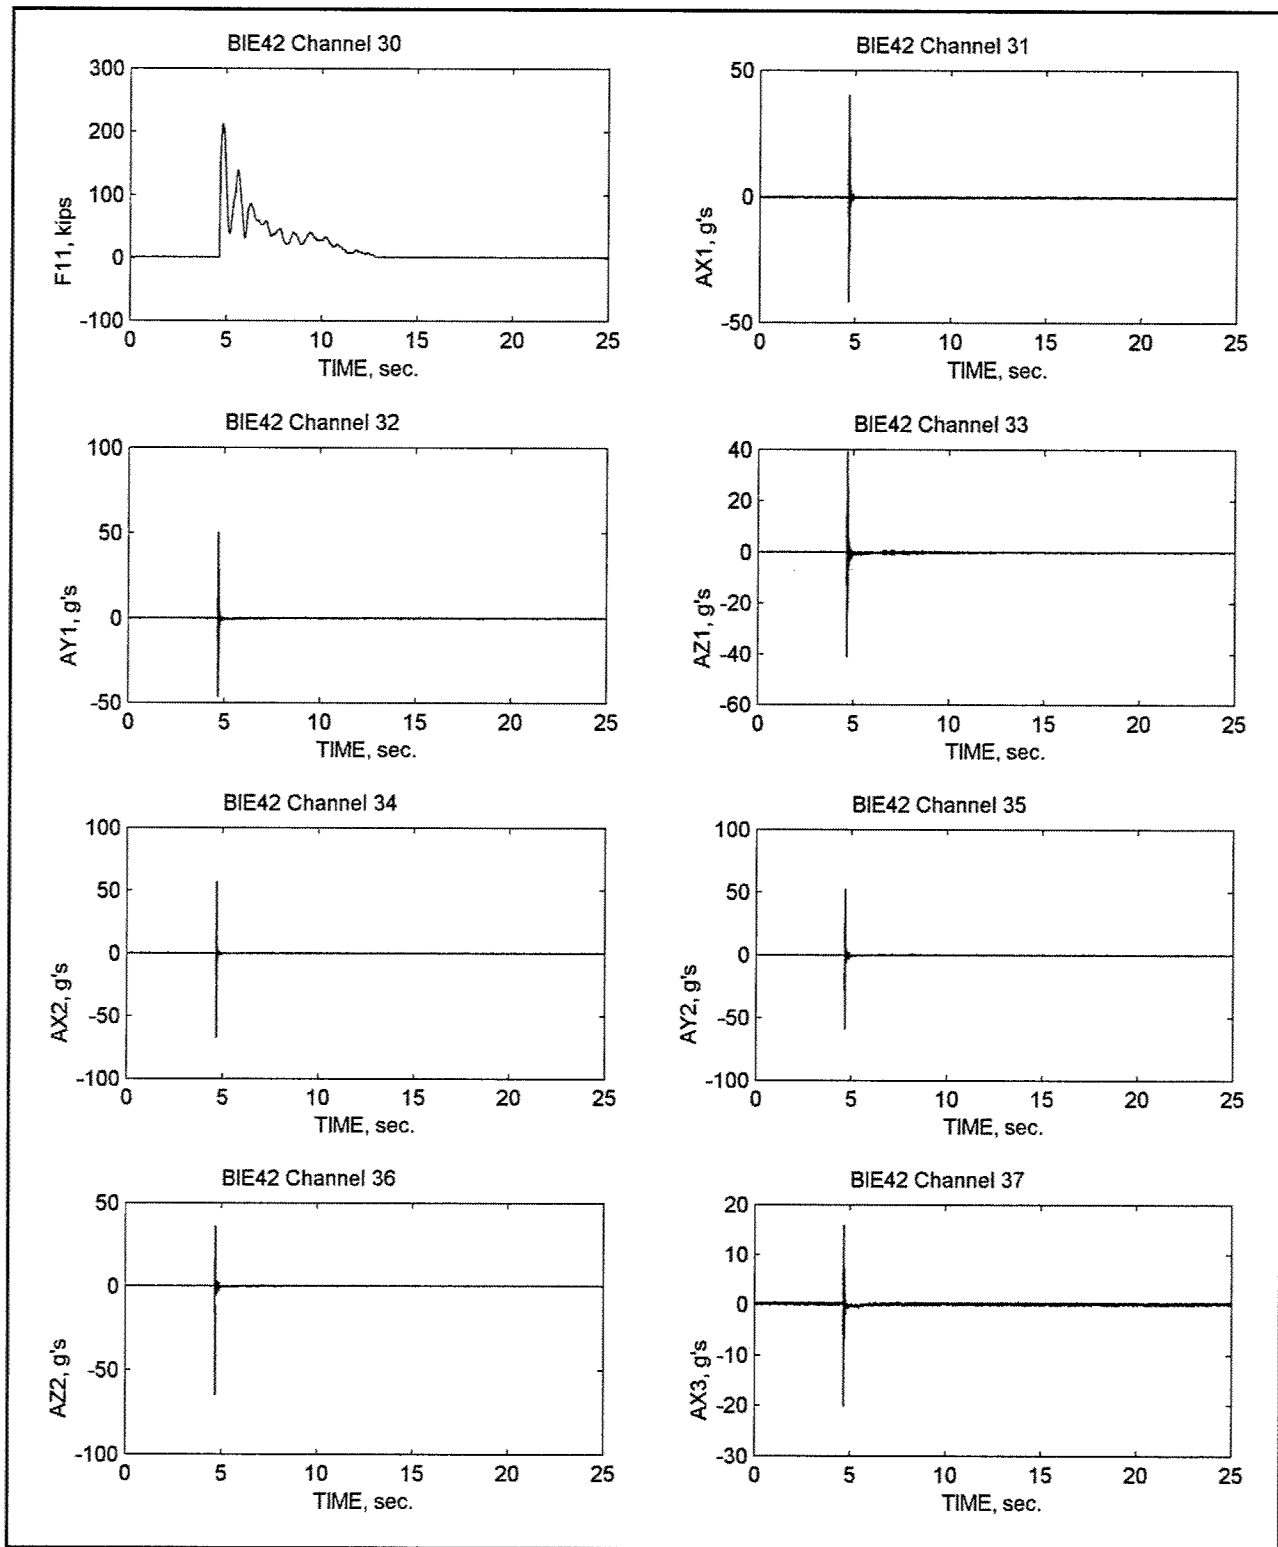 BIE42 Channel 30
300
200
100
0
-100
F11, kips
0 5 10 15 20 25
TIME, sec.
BIE42 Channel 31
50
0
-50
AX1, g's
0 5 10 15 20 25
TIME, sec.
BIE42 Channel 32
100
50
0
-50
AY1, g's
0 5 10 15 20 25
TIME, sec.
BIE42 Channel 33
40
20
0
-20
-40
-60
AZ1, g's
0 5 10 15 20 25
TIME, sec.
BIE42 Channel 34
100
50
0
-50
-100
AX2, g's
0 5 10 15 20 25
TIME, sec.
BIE42 Channel 35
100
50
0
-50
-100
AY2, g's
0 5 10 15 20 25
TIME, sec.
BIE42 Channel 36
50
0
-50
-100
AZ2, g's
0 5 10 15 20 25
TIME, sec.
BIE42 Channel 37
20
10
0
-10
-20
-30
AX3, g's
0 5 10 15 20 25
TIME, sec.